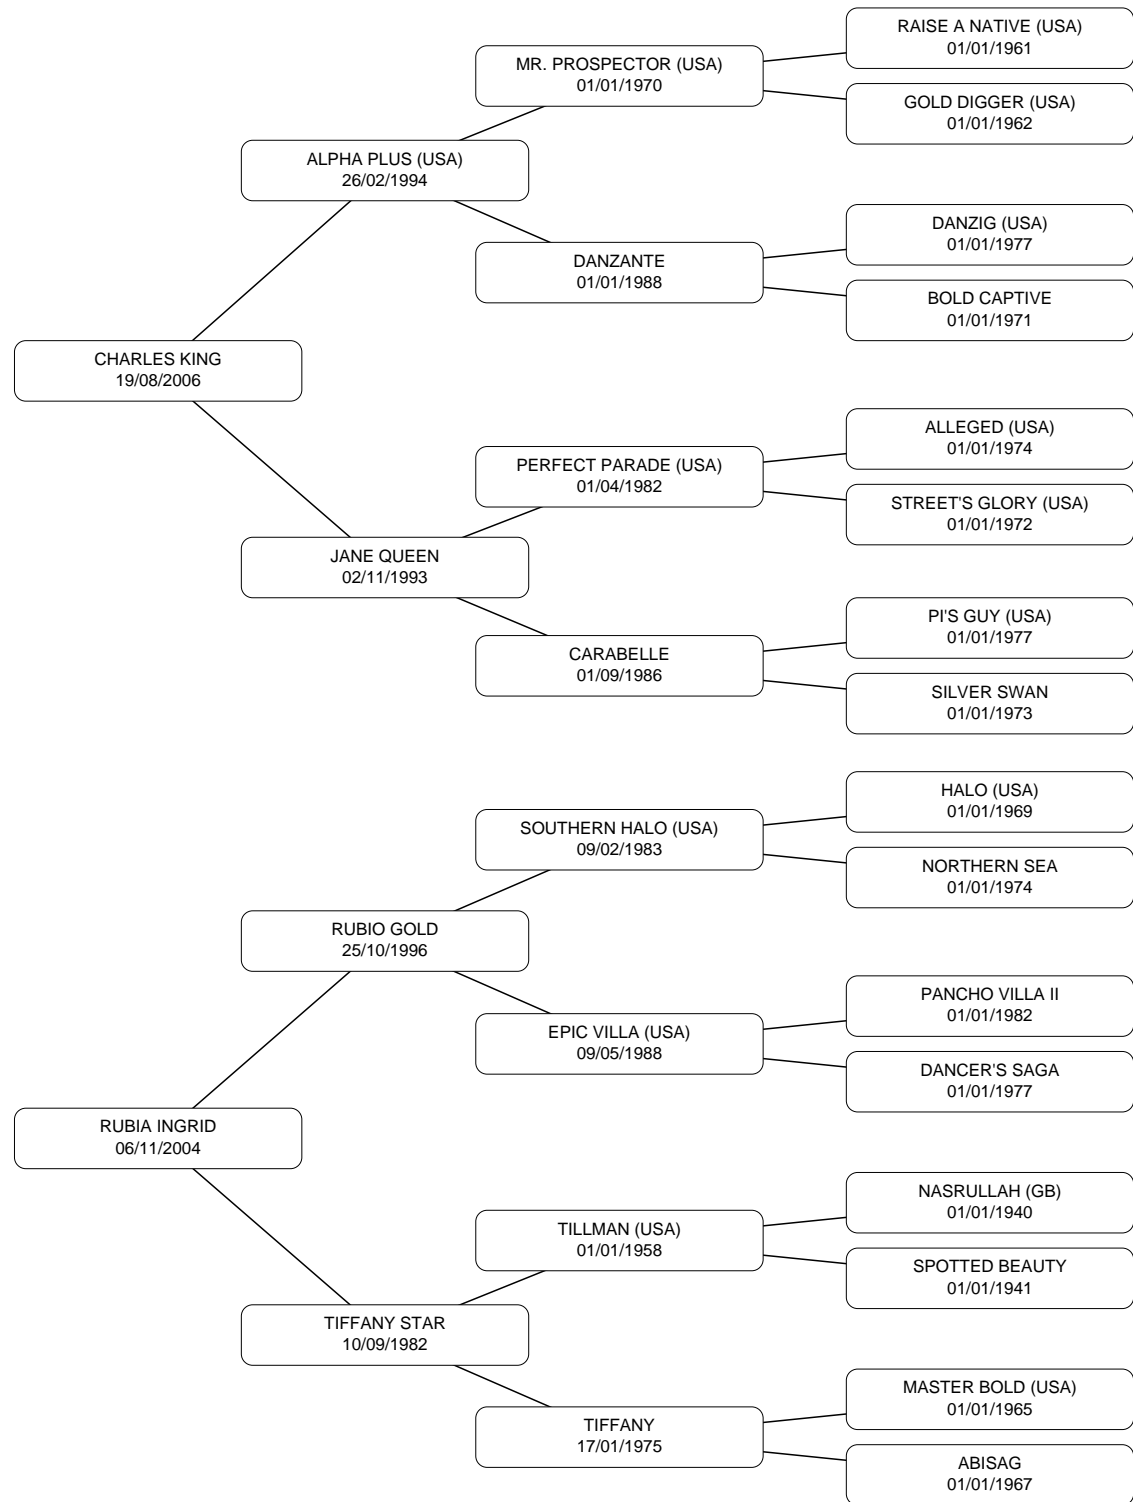 RAISE A NATIVE (USA)
01/01/1961
MR. PROSPECTOR (USA)
01/01/1970
GOLD DIGGER (USA)
01/01/1962
ALPHA PLUS (USA)
26/02/1994
DANZIG (USA)
01/01/1977
DANZANTE
01/01/1988
BOLD CAPTIVE
01/01/1971
CHARLES KING
19/08/2006
ALLEGED (USA)
01/01/1974
PERFECT PARADE (USA)
01/04/1982
STREET'S GLORY (USA)
01/01/1972
JANE QUEEN
02/11/1993
PI'S GUY (USA)
01/01/1977
CARABELLE
01/09/1986
SILVER SWAN
01/01/1973
HALO (USA)
01/01/1969
SOUTHERN HALO (USA)
09/02/1983
NORTHERN SEA
01/01/1974
RUBIO GOLD
25/10/1996
PANCHO VILLA II
01/01/1982
EPIC VILLA (USA)
09/05/1988
DANCER'S SAGA
01/01/1977
RUBIA INGRID
06/11/2004
NASRULLAH (GB)
01/01/1940
TILLMAN (USA)
01/01/1958
SPOTTED BEAUTY
01/01/1941
TIFFANY STAR
10/09/1982
MASTER BOLD (USA)
01/01/1965
TIFFANY
17/01/1975
ABISAG
01/01/1967